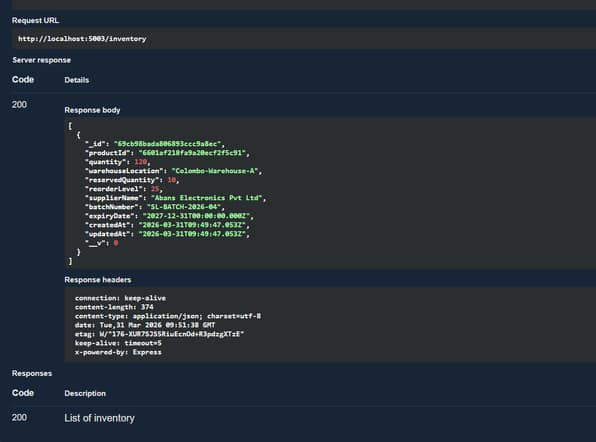 Request URL
http://localhost:5003/inventory
Server response
Code Details
200
Response body
[
{
"_id": "69cb98bada806893ccc9a8ec",
"productId": "6601af218fa9a20ecf2f5c91",
"quantity": 120,
"warehouseLocation": "Colombo-Warehouse-A",
"reservedQuantity": 10,
"reorderLevel": 25,
"supplierName": "Abans Electronics Pvt Ltd",
"batchNumber": "SL-BATCH-2026-04",
"expiryDate": "2027-12-31T00:00:00.000Z",
"createdAt": "2026-03-31T09:49:47.053Z",
"updatedAt": "2026-03-31T09:49:47.053Z",
"__v": 0
}
]
Response headers
connection: keep-alive
content-length: 374
content-type: application/json; charset=utf-8
date: Tue,31 Mar 2026 09:51:38 GMT
etag: W/"176-XUR75J55RiuEcnOd+R3pdzgXTzE"
keep-alive: timeout=5
x-powered-by: Express
Responses
Code Description
200 List of inventory